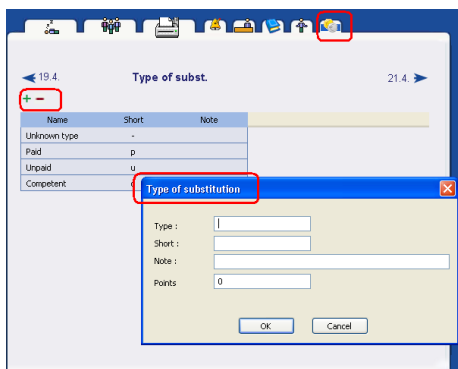 19.4. Type of subst. 21.4.
Name Short Note
Unknown type -
Paid p
Unpaid u
Competent
Type of substitution
Type :
Short :
Note :
Points 0
OK Cancel